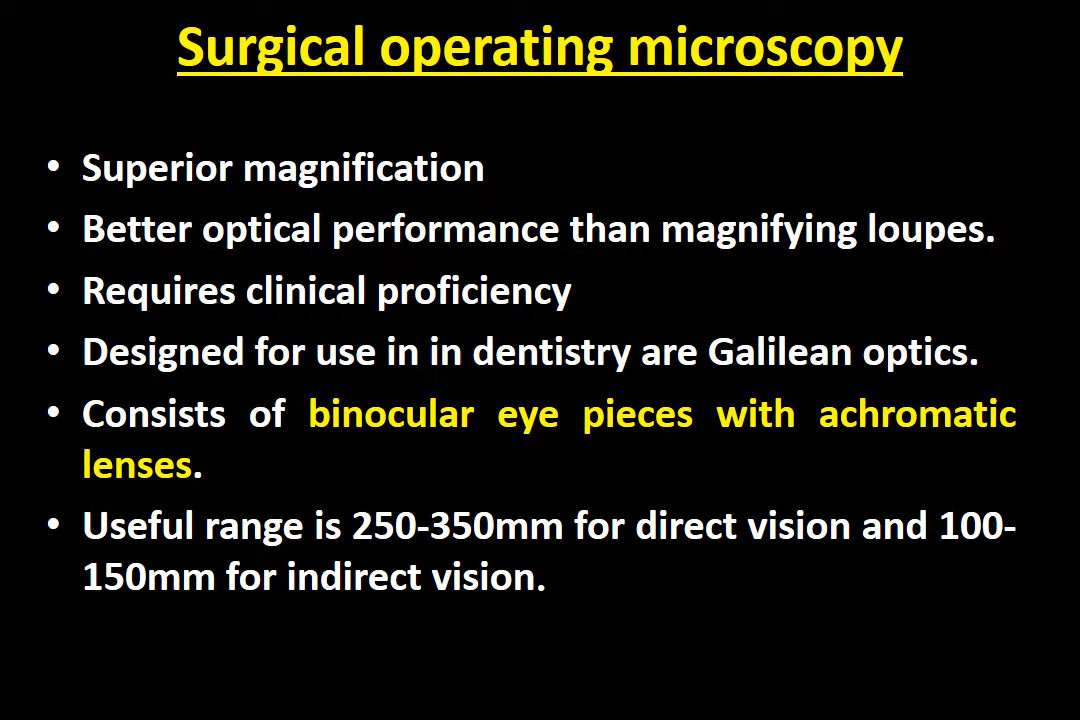 Surgical operating microscopy
• Superior magnification
• Better optical performance than magnifying loupes.
• Requires clinical proficiency
• Designed for use in in dentistry are Galilean optics.
• Consists of binocular eye pieces with achromatic
lenses.
• Useful range is 250-350mm for direct vision and 100-
150mm for indirect vision.